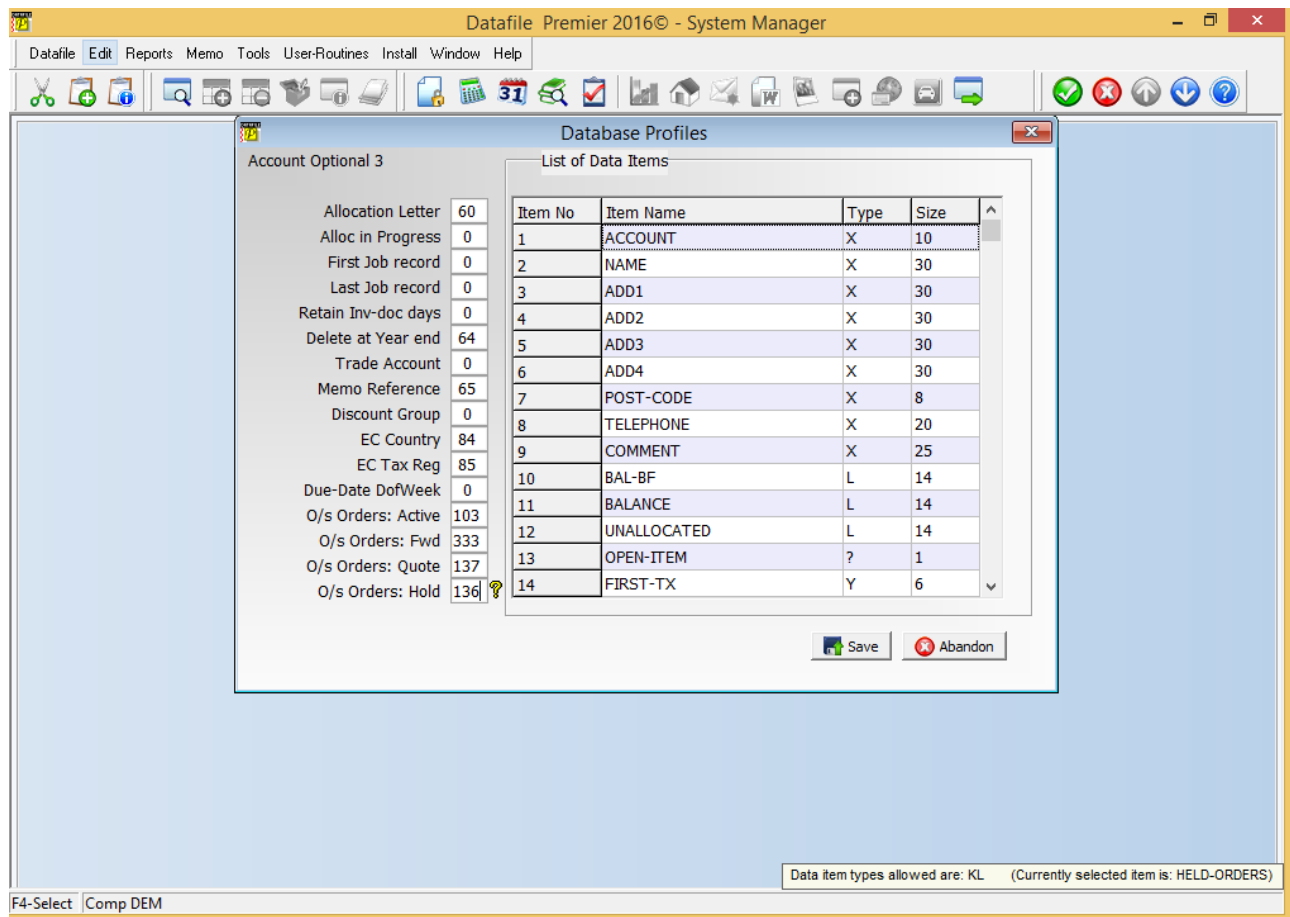 Datafile Premier 2016© - System Manager
Datafile Edit Reports Memo Tools User-Routines Install Window Help
Database Profiles
Account Optional 3
List of Data Items
Allocation Letter 60
Alloc in Progress 0
First Job record 0
Last Job record 0
Retain Inv-doc days 0
Delete at Year end 64
Trade Account 0
Memo Reference 65
Discount Group 0
EC Country 84
EC Tax Reg 85
Due-Date DofWeek 0
O/s Orders: Active 103
O/s Orders: Fwd 333
O/s Orders: Quote 137
O/s Orders: Hold 136
Item No Item Name Type Size
1 ACCOUNT X 10
2 NAME X 30
3 ADD1 X 30
4 ADD2 X 30
5 ADD3 X 30
6 ADD4 X 30
7 POST-CODE X 8
8 TELEPHONE X 20
9 COMMENT X 25
10 BAL-BF L 14
11 BALANCE L 14
12 UNALLOCATED L 14
13 OPEN-ITEM ? 1
14 FIRST-TX Y 6
Save Abandon
Data item types allowed are: KL (Currently selected item is: HELD-ORDERS)
F4-Select Comp DEM